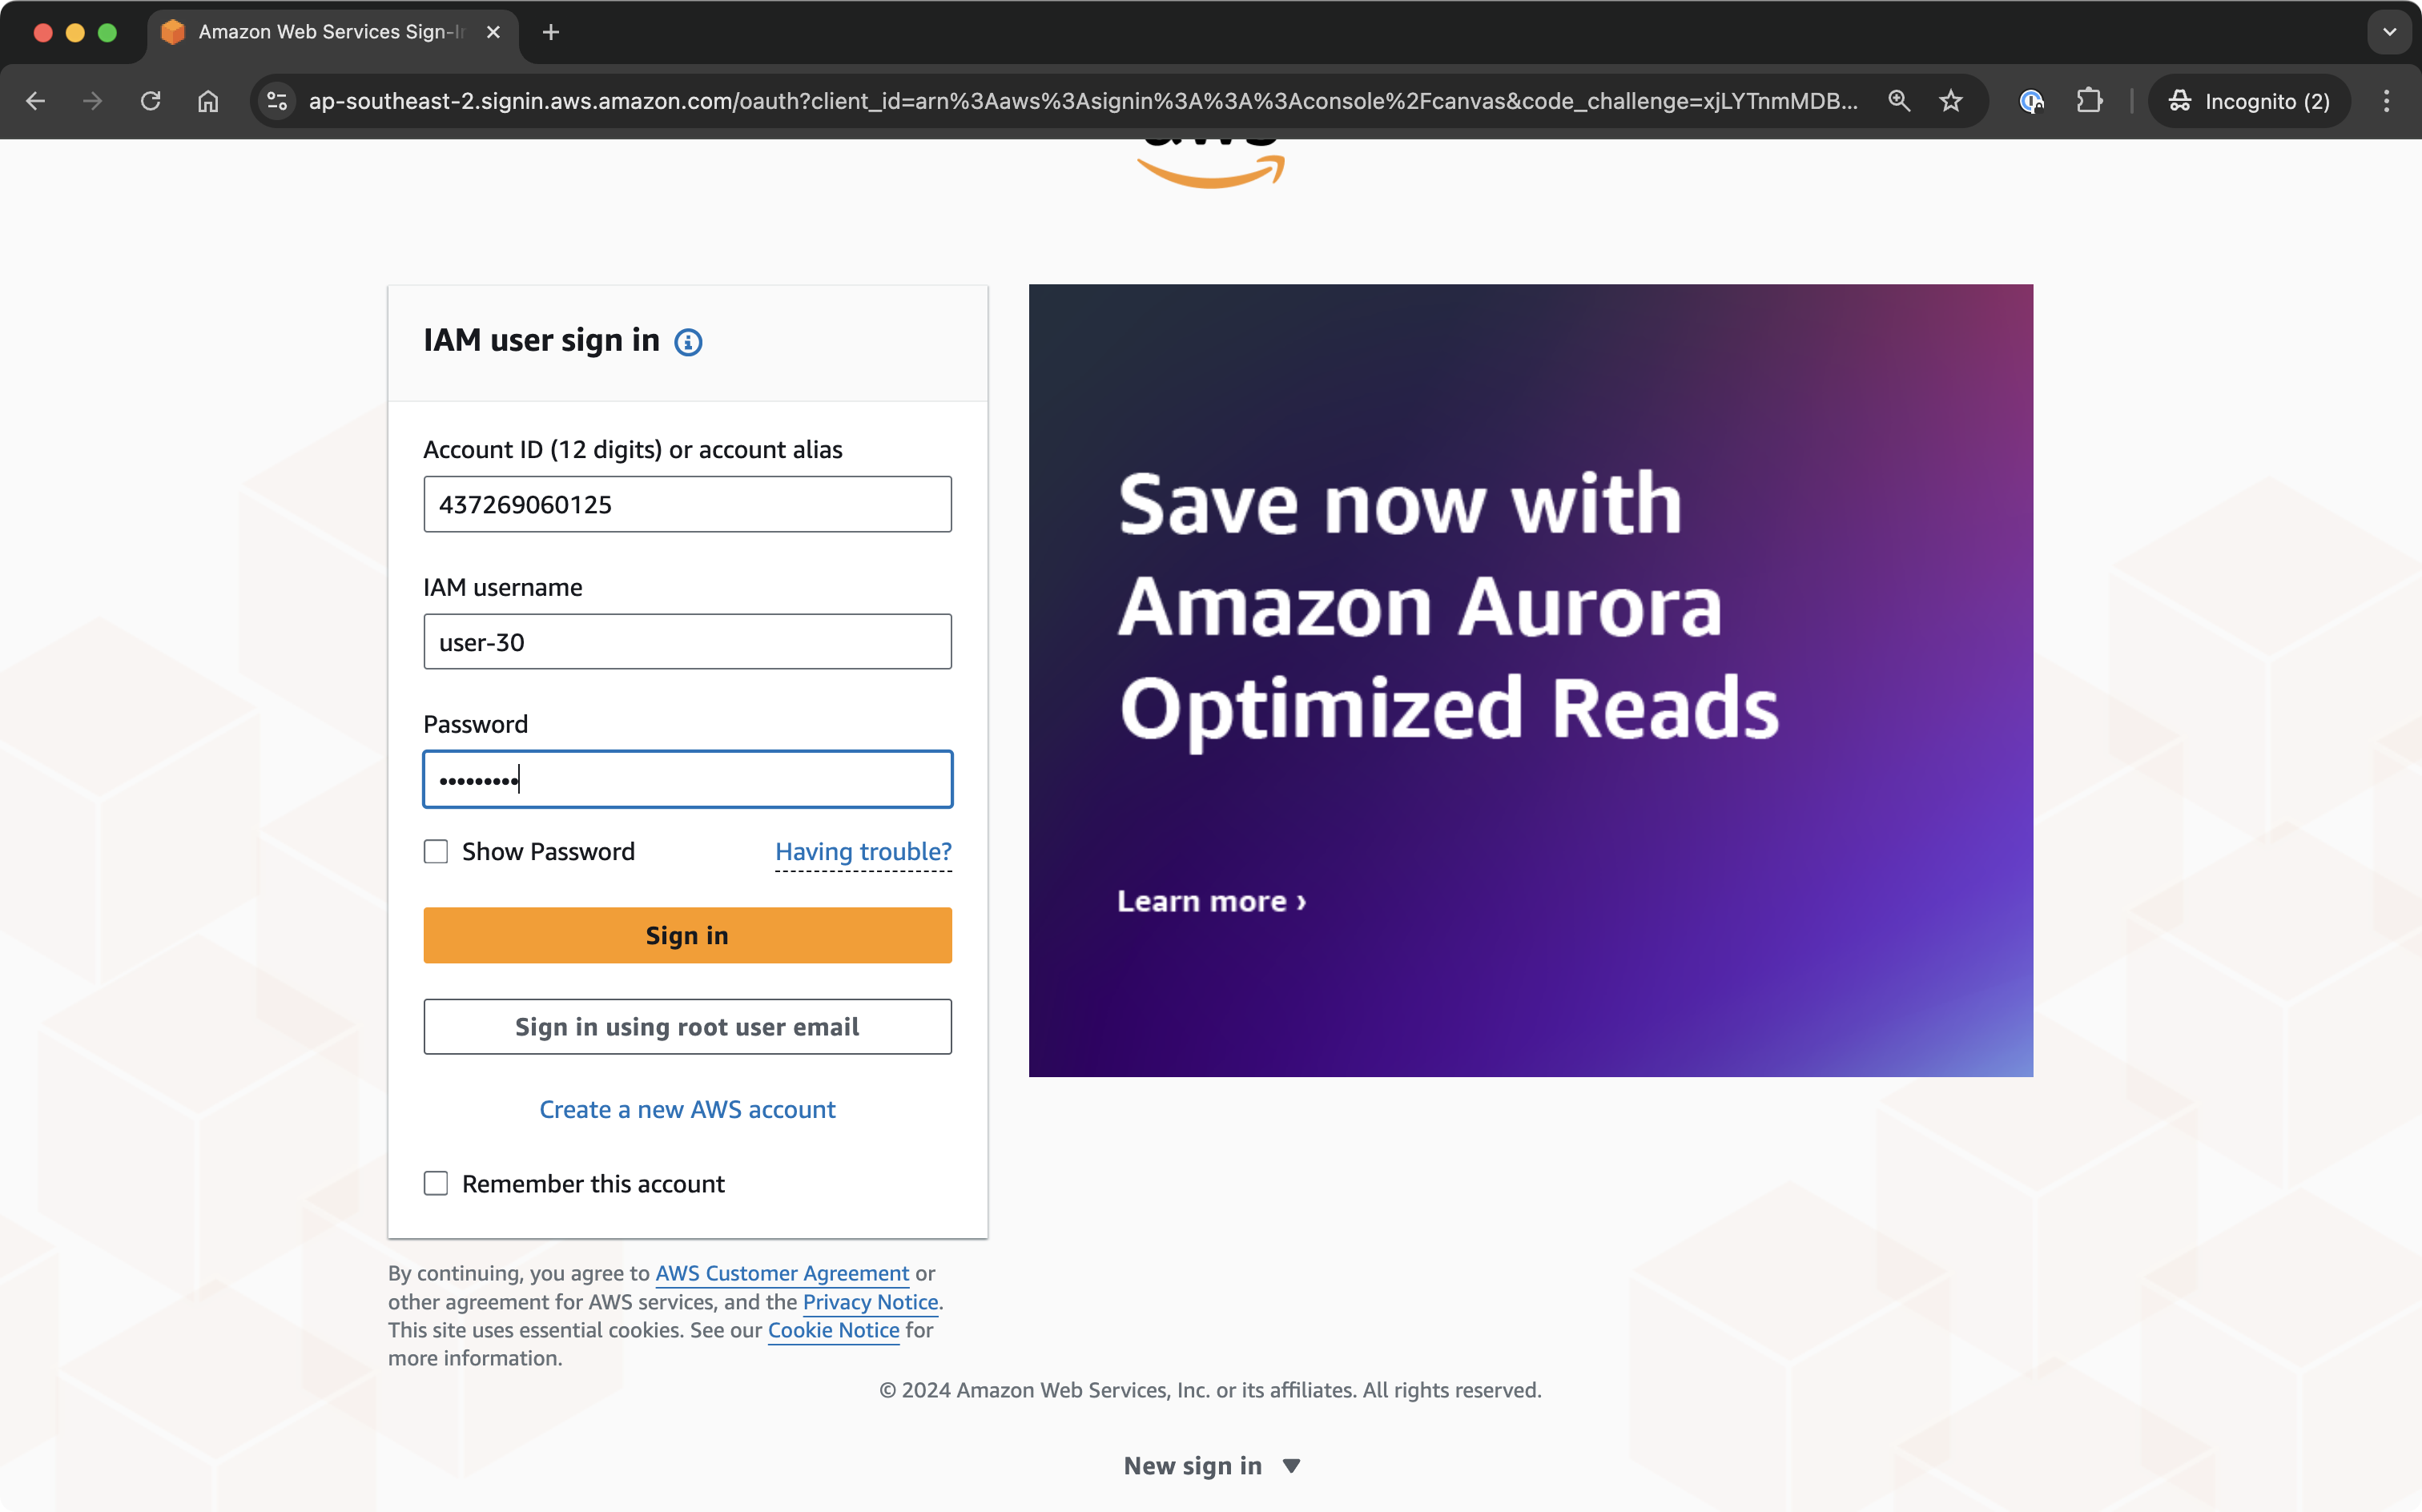 Amazon Web Services Sign-In
ap-southeast-2.signin.aws.amazon.com/oauth?client_id=arn%3Aaws%3Asignin%3A%3A%3Aconsole%2Fcanvas&code_challenge=xjLYTnmMDB...
Incognito (2)
aws
IAM user sign in
Account ID (12 digits) or account alias
437269060125
IAM username
user-30
Password
•••••••••
Show Password
Having trouble?
Sign in
Sign in using root user email
Create a new AWS account
Remember this account
Save now with
Amazon Aurora
Optimized Reads
Learn more ›
By continuing, you agree to AWS Customer Agreement or
other agreement for AWS services, and the Privacy Notice.
This site uses essential cookies. See our Cookie Notice for
more information.
© 2024 Amazon Web Services, Inc. or its affiliates. All rights reserved.
New sign in